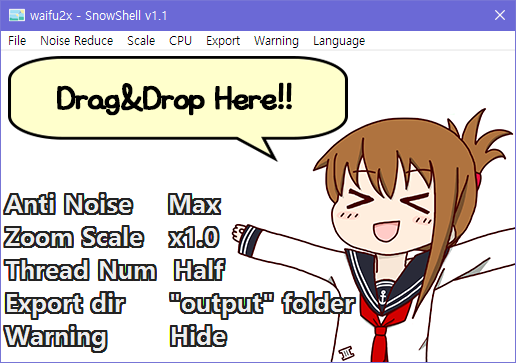 waifu2x - SnowShell v1.1
File Noise Reduce Scale CPU Export Warning Language
Drag&Drop Here!!
Anti Noise Max
Zoom Scale x1.0
Thread Num Half
Export dir "output" folder
Warning Hide
III